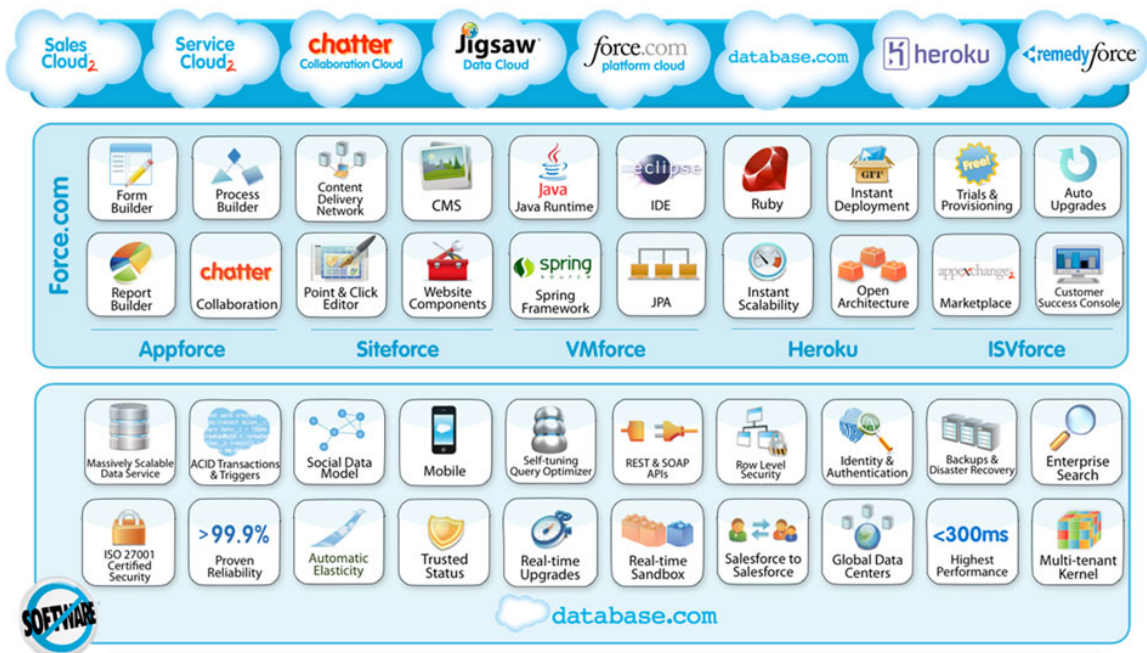 Sales
Cloud2
Service
Cloud2
chatter
Collaboration Cloud
Jigsaw
Data Cloud
force.com
platform cloud
database.com
heroku
remedyforce
Force.com
Form
Builder
Process
Builder
Content
Delivery
Network
CMS
Java
Java Runtime
eclipse
IDE
Ruby
GPP
Instant
Deployment
Free!
Trials &
Provisioning
Auto
Upgrades
Report
Builder
chatter
Collaboration
Point & Click
Editor
Website
Components
spring
source
Spring
Framework
JPA
Instant
Scalability
Open
Architecture
appexchange2
Marketplace
Customer
Success Console
Appforce
Siteforce
VMforce
Heroku
ISVforce
Massively Scalable
Data Service
ACID Transactions
& Triggers
Social Data
Model
Mobile
Self-tuning
Query Optimizer
REST & SOAP
APIs
Row Level
Security
Identity &
Authentication
Backups &
Disaster Recovery
Enterprise
Search
ISO 27001
Certified
Security
>99.9%
Proven
Reliability
Automatic
Elasticity
Trusted
Status
Real-time
Upgrades
Real-time
Sandbox
Salesforce to
Salesforce
Global Data
Centers
<300ms
Highest
Performance
Multi-tenant
Kernel
SOFTWARE
database.com